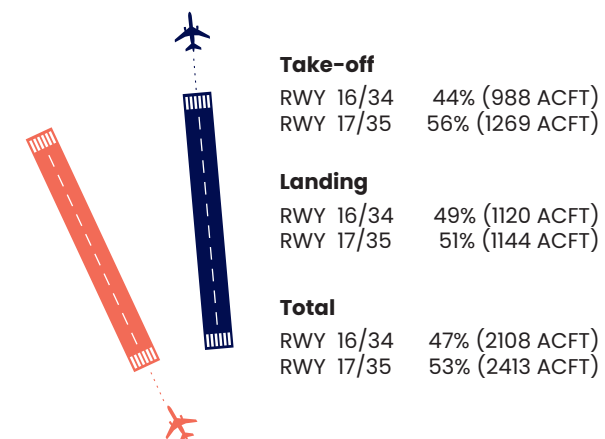 Take-off
RWY 16/34 44% (988 ACFT)
RWY 17/35 56% (1269 ACFT)
Landing
RWY 16/34 49% (1120 ACFT)
RWY 17/35 51% (1144 ACFT)
Total
RWY 16/34 47% (2108 ACFT)
RWY 17/35 53% (2413 ACFT)